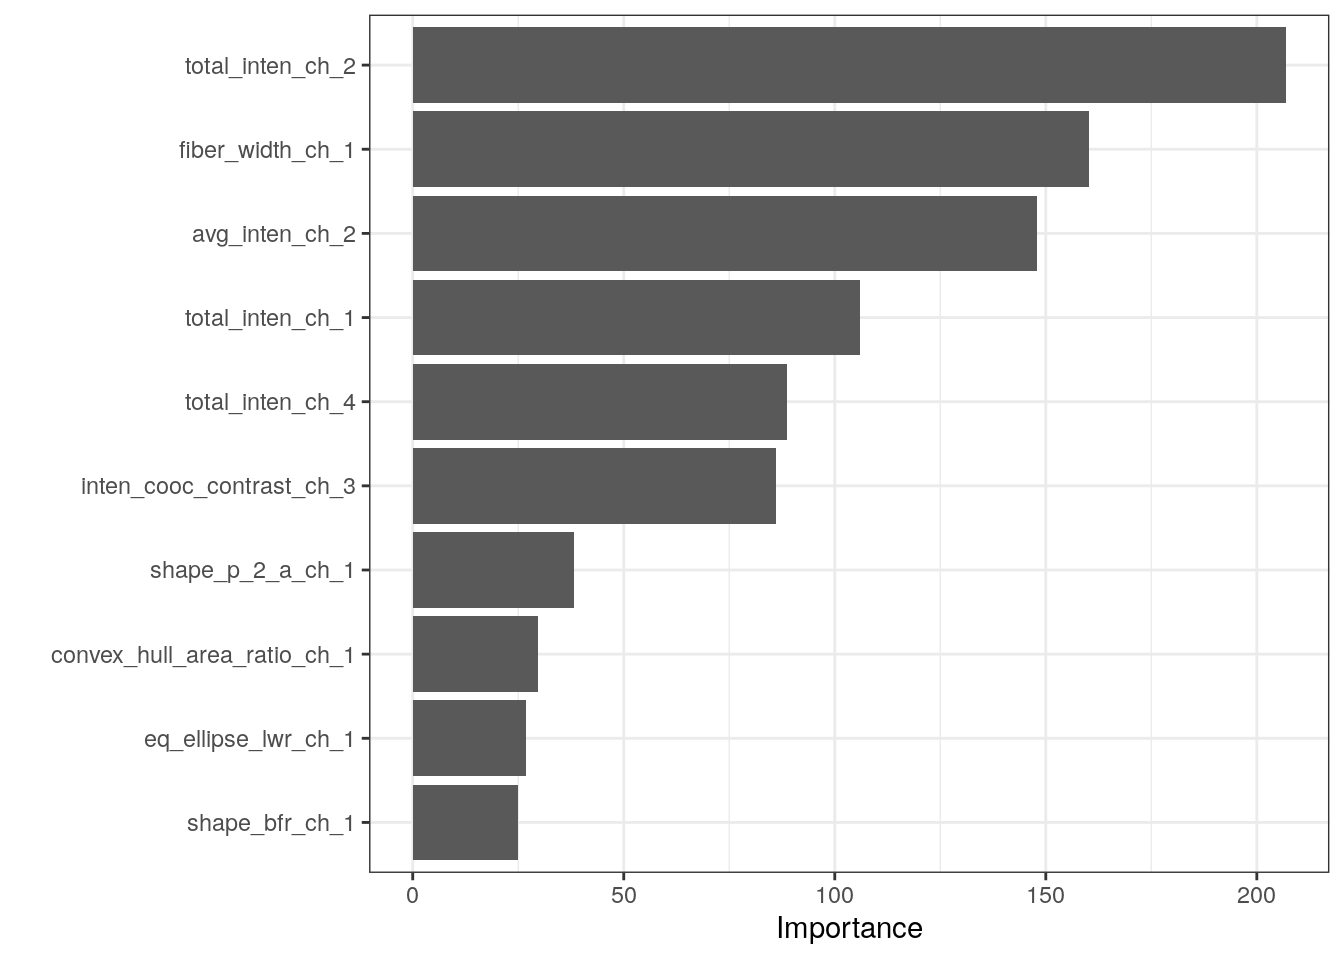 total_inten_ch_2
fiber_width_ch_1
avg_inten_ch_2
total_inten_ch_1
total_inten_ch_4
inten_cooc_contrast_ch_3
shape_p_2_a_ch_1
convex_hull_area_ratio_ch_1
eq_ellipse_lwr_ch_1
shape_bfr_ch_1
0 50 100 150 200
Importance